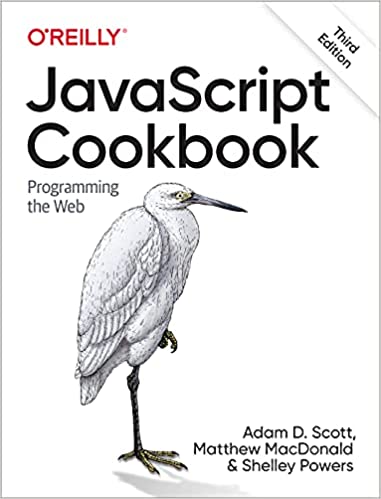 O'REILLY®
Third
Edition
JavaScript
Cookbook
Programming
the Web
Adam D. Scott,
Matthew MacDonald
& Shelley Powers